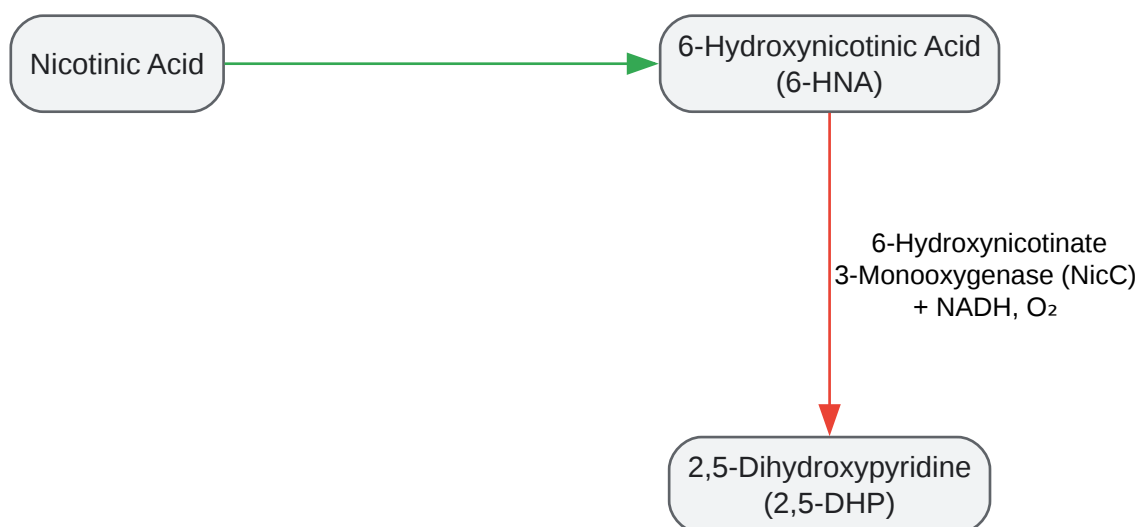 Nicotinic Acid
6-Hydroxynicotinic Acid
(6-HNA)
6-Hydroxynicotinate
3-Monooxygenase (NicC)
+ NADH, O₂
2,5-Dihydroxypyridine
(2,5-DHP)